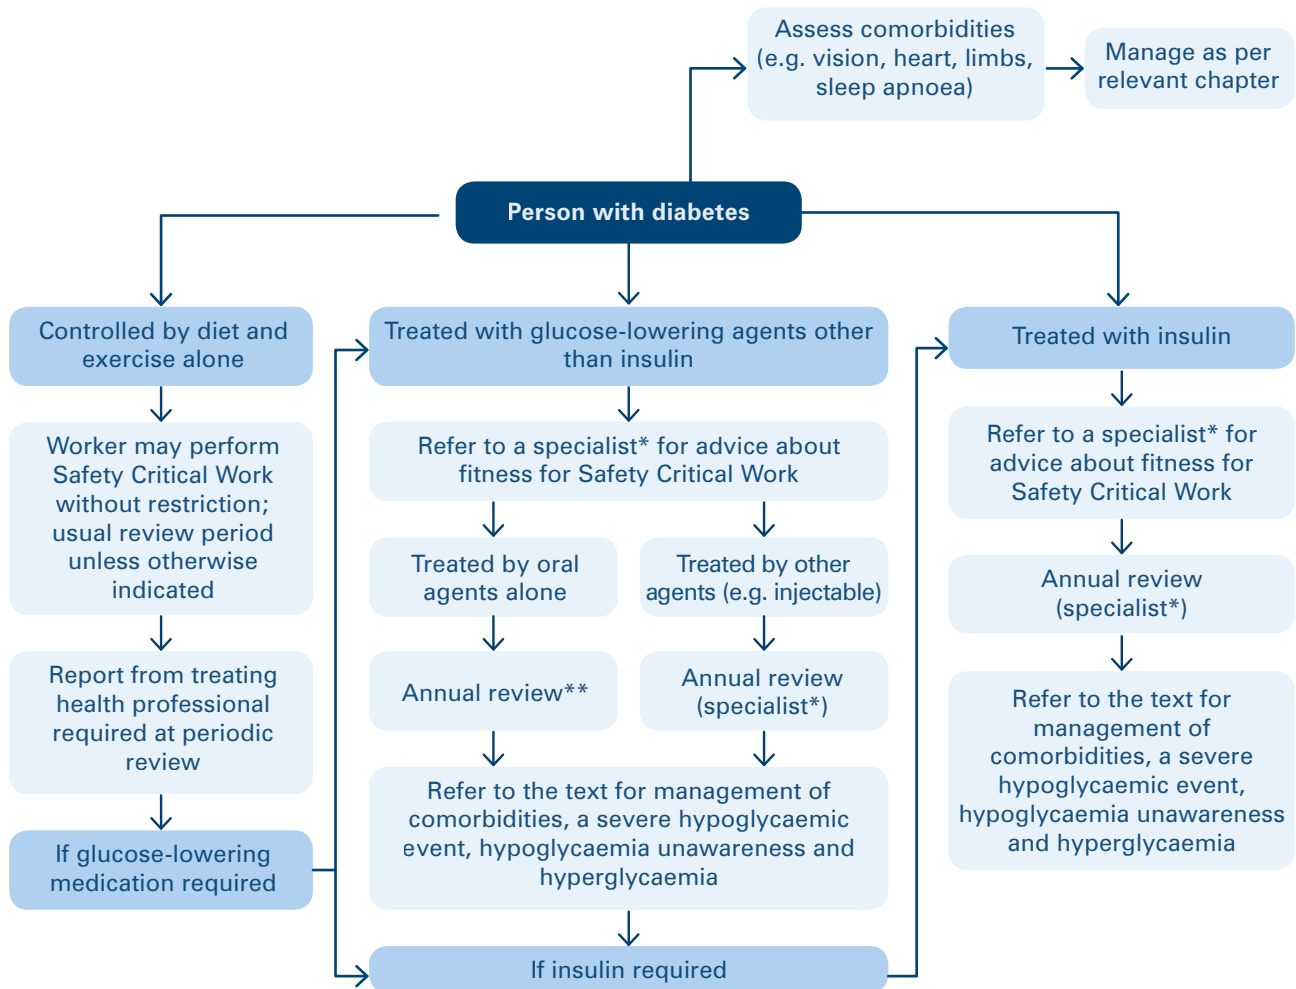 Assess comorbidities
(e.g. vision, heart, limbs,
sleep apnoea)
Manage as per
relevant chapter
Person with diabetes
Controlled by diet and
exercise alone
Worker may perform
Safety Critical Work
without restriction;
usual review period
unless otherwise
indicated
Report from treating
health professional
required at periodic
review
If glucose-lowering
medication required
Treated with glucose-lowering agents other
than insulin
Refer to a specialist* for advice about
fitness for Safety Critical Work
Treated by oral
agents alone
Annual review**
Treated by other
agents (e.g. injectable)
Annual review
(specialist*)
Refer to the text for management of
comorbidities, a severe hypoglycaemic
event, hypoglycaemia unawareness and
hyperglycaemia
If insulin required
Treated with insulin
Refer to a specialist* for
advice about fitness for
Safety Critical Work
Annual review
(specialist*)
Refer to the text for
management of
comorbidities, a severe
hypoglycaemic event,
hypoglycaemia unawareness
and hyperglycaemia